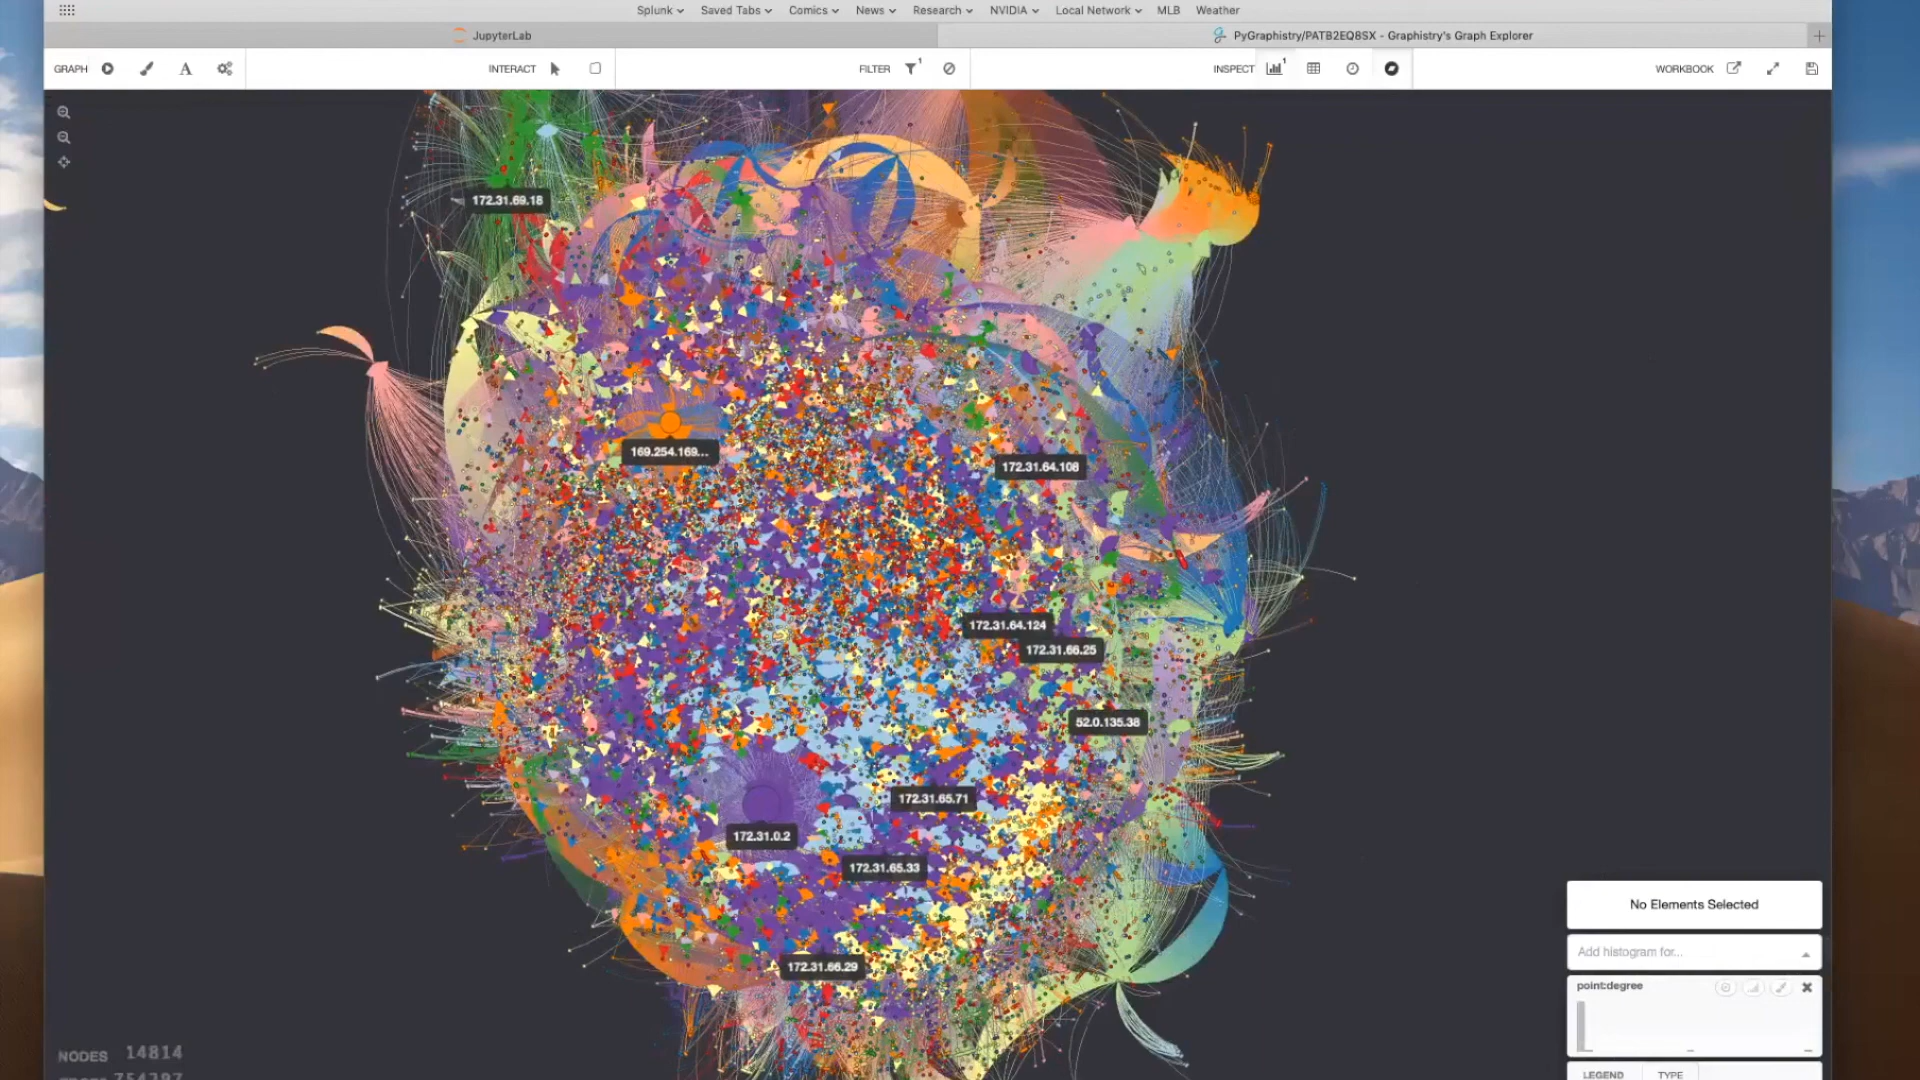 Splunk Saved Tabs Comics News Research NVIDIA Local Network MLB Weather
JupyterLab
PyGraphistry/PATB2EQ8SX - Graphistry's Graph Explorer
GRAPH A INTERACT FILTER 1 INSPECT 1 WORKBOOK
172.31.69.18
169.254.169...
172.31.64.108
172.31.64.124
172.31.66.25
52.0.135.38
172.31.65.71
172.31.0.2
172.31.65.33
172.31.66.29
No Elements Selected
Add histogram for...
point:degree
NODES 14814
LEGEND TYPE